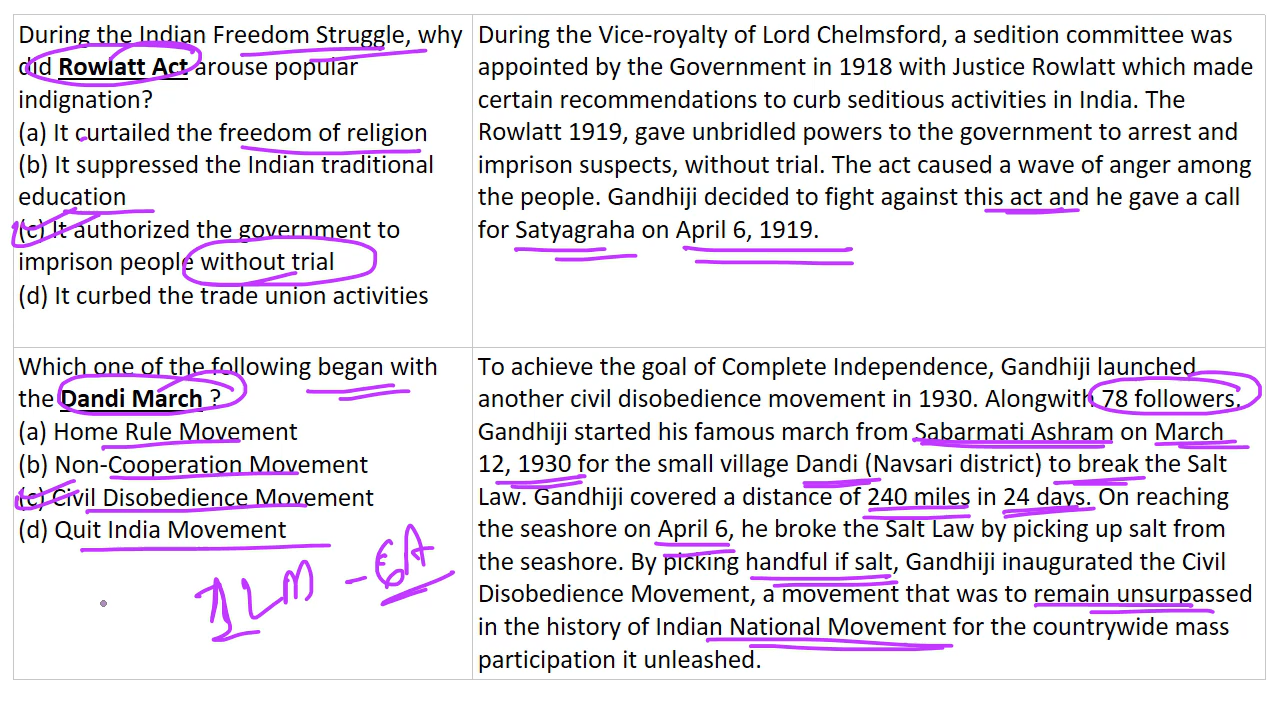 During the Indian Freedom Struggle, why
did Rowlatt Act arouse popular
indignation?
(a) It curtailed the freedom of religion
(b) It suppressed the Indian traditional
education
(c) It authorized the government to
imprison people without trial
(d) It curbed the trade union activities
During the Vice-royalty of Lord Chelmsford, a sedition committee was
appointed by the Government in 1918 with Justice Rowlatt which made
certain recommendations to curb seditious activities in India. The
Rowlatt 1919, gave unbridled powers to the government to arrest and
imprison suspects, without trial. The act caused a wave of anger among
the people. Gandhiji decided to fight against this act and he gave a call
for Satyagraha on April 6, 1919.
Which one of the following began with
the Dandi March ?
(a) Home Rule Movement
(b) Non-Cooperation Movement
(c) Civil Disobedience Movement
(d) Quit India Movement
To achieve the goal of Complete Independence, Gandhiji launched
another civil disobedience movement in 1930. Alongwith 78 followers,
Gandhiji started his famous march from Sabarmati Ashram on March
12, 1930 for the small village Dandi (Navsari district) to break the Salt
Law. Gandhiji covered a distance of 240 miles in 24 days. On reaching
the seashore on April 6, he broke the Salt Law by picking up salt from
the seashore. By picking handful if salt, Gandhiji inaugurated the Civil
Disobedience Movement, a movement that was to remain unsurpassed
in the history of Indian National Movement for the countrywide mass
participation it unleashed.
12M - 6A